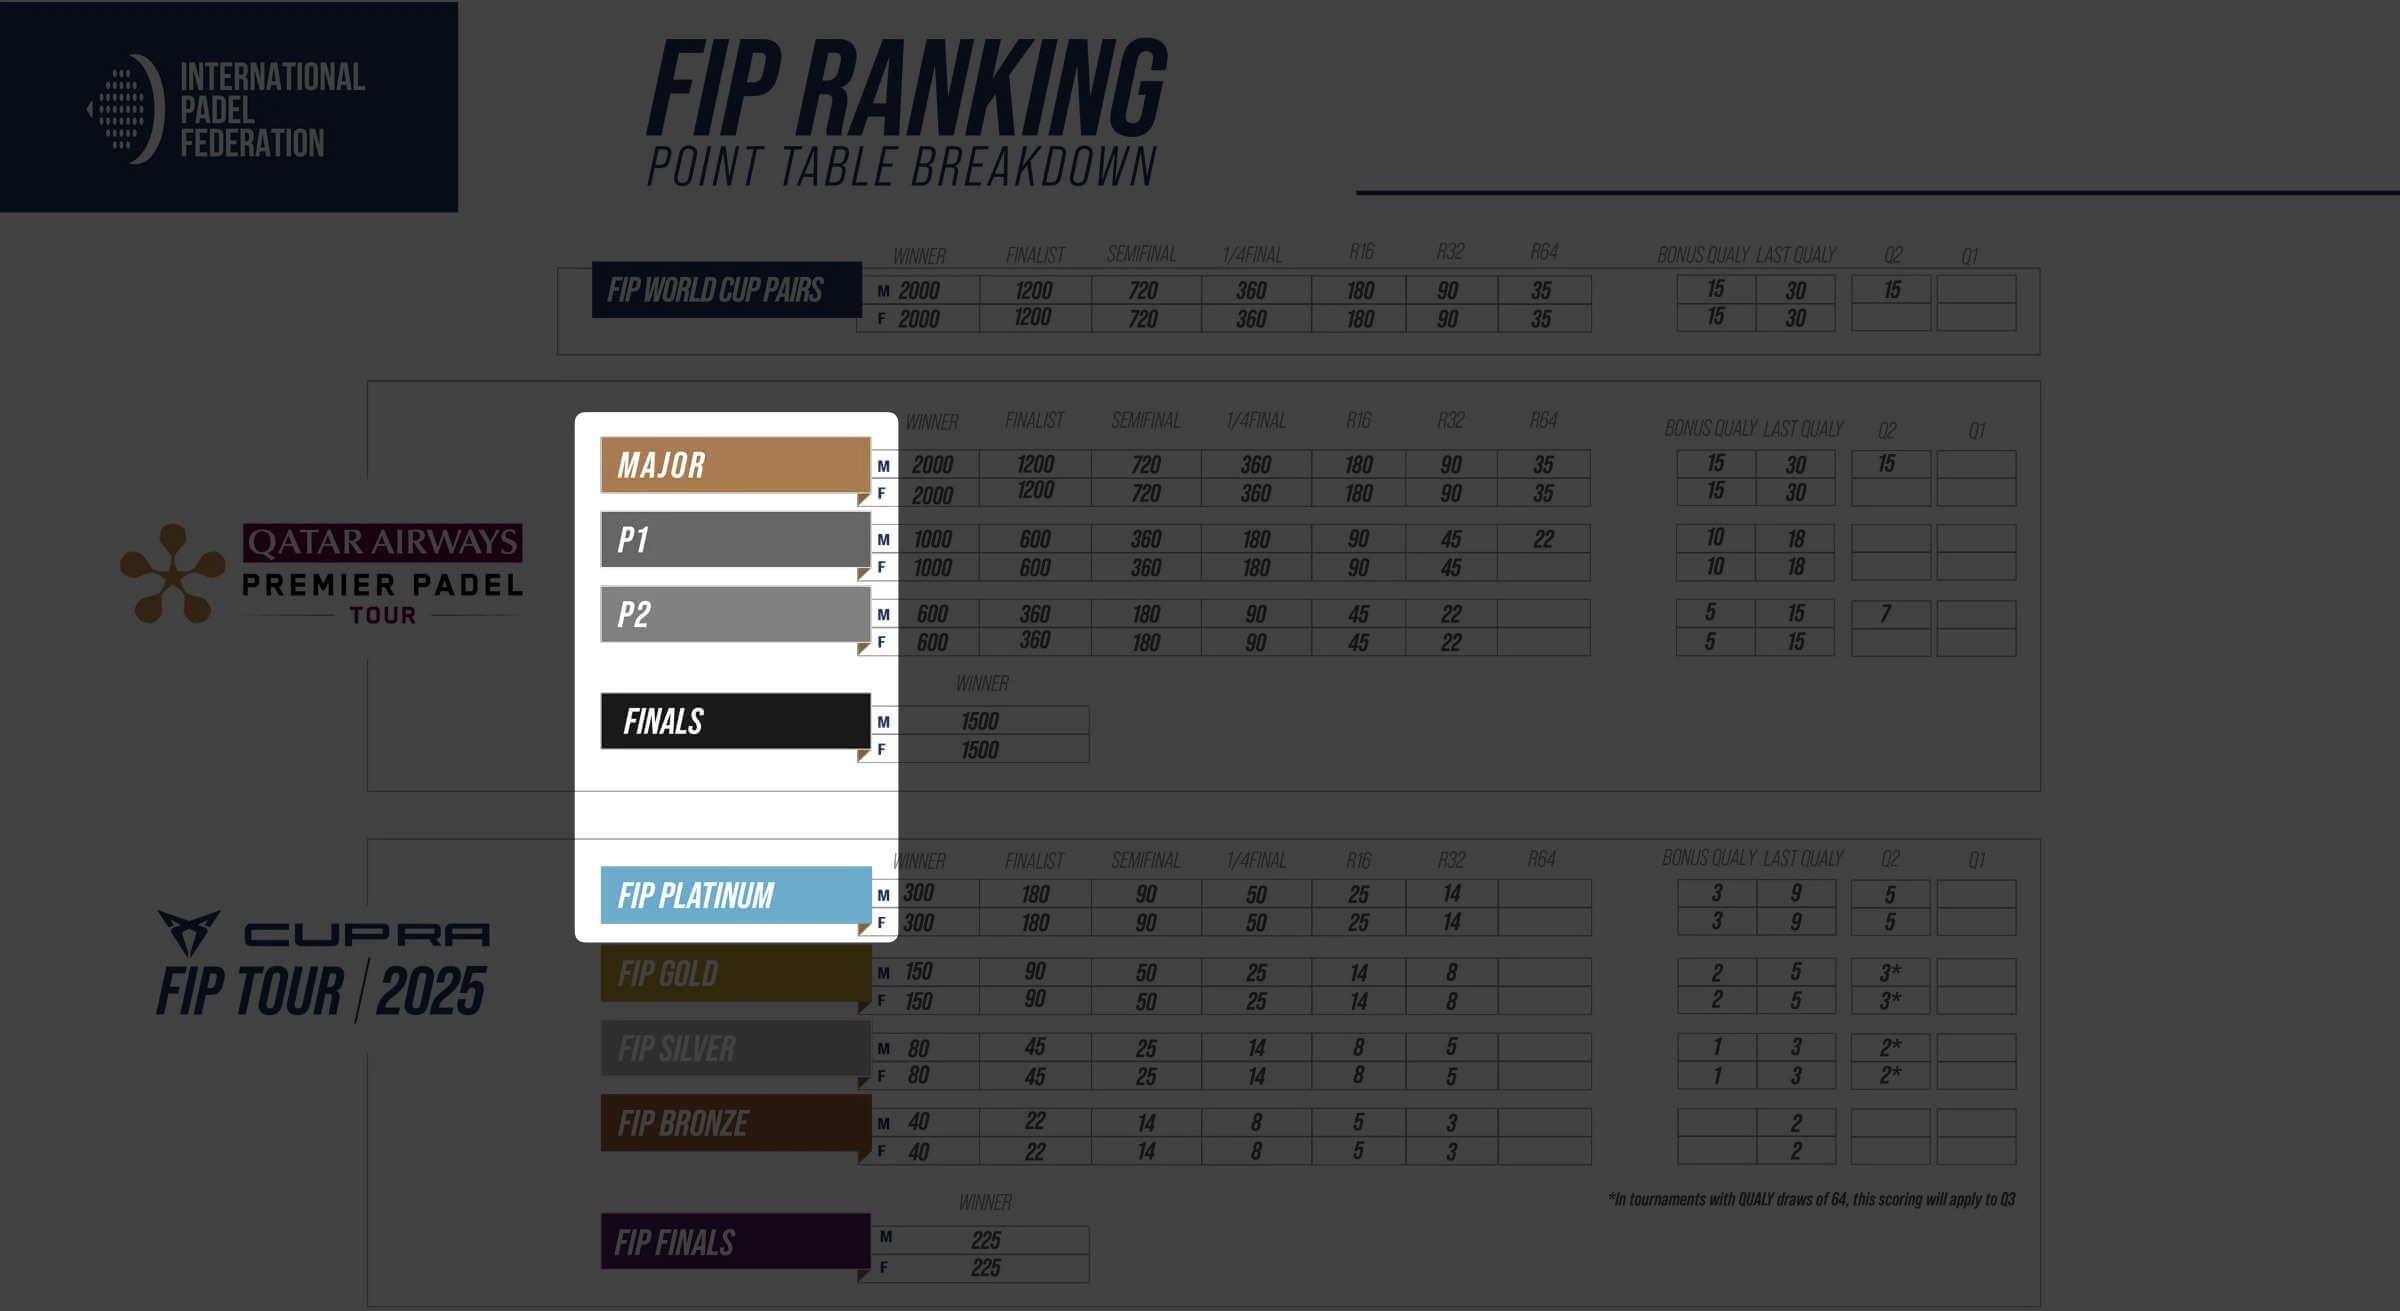 INTERNATIONAL
PADEL
FEDERATION
FIP RANKING
POINT TABLE BREAKDOWN
WINNER FINALIST SEMIFINAL 1/4FINAL R16 R32 R64 BONUS QUALY LAST QUALY Q2 Q1
FIP WORLD CUP PAIRS
M 2000 1200 720 360 180 90 35 15 30 15
F 2000 1200 720 360 180 90 35 15 30
QATAR AIRWAYS
PREMIER PADEL
TOUR
WINNER FINALIST SEMIFINAL 1/4FINAL R16 R32 R64 BONUS QUALY LAST QUALY Q2 Q1
MAJOR
M 2000 1200 720 360 180 90 35 15 30 15
F 2000 1200 720 360 180 90 35 15 30
P1
M 1000 600 360 180 90 45 22 10 18
F 1000 600 360 180 90 45 10 18
P2
M 600 360 180 90 45 22 5 15 7
F 600 360 180 90 45 22 5 15
WINNER
FINALS
M 1500
F 1500
CUPRA
FIP TOUR / 2025
WINNER FINALIST SEMIFINAL 1/4FINAL R16 R32 R64 BONUS QUALY LAST QUALY Q2 Q1
FIP PLATINUM
M 300 180 90 50 25 14 3 9 5
F 300 180 90 50 25 14 3 9 5
FIP GOLD
M 150 90 50 25 14 8 2 5 3*
F 150 90 50 25 14 8 2 5 3*
FIP SILVER
M 80 45 25 14 8 5 1 3 2*
F 80 45 25 14 8 5 1 3 2*
FIP BRONZE
M 40 22 14 8 5 3 2
F 40 22 14 8 5 3 2
*In tournaments with QUALY draws of 64, this scoring will apply to Q3
WINNER
FIP FINALS
M 225
F 225